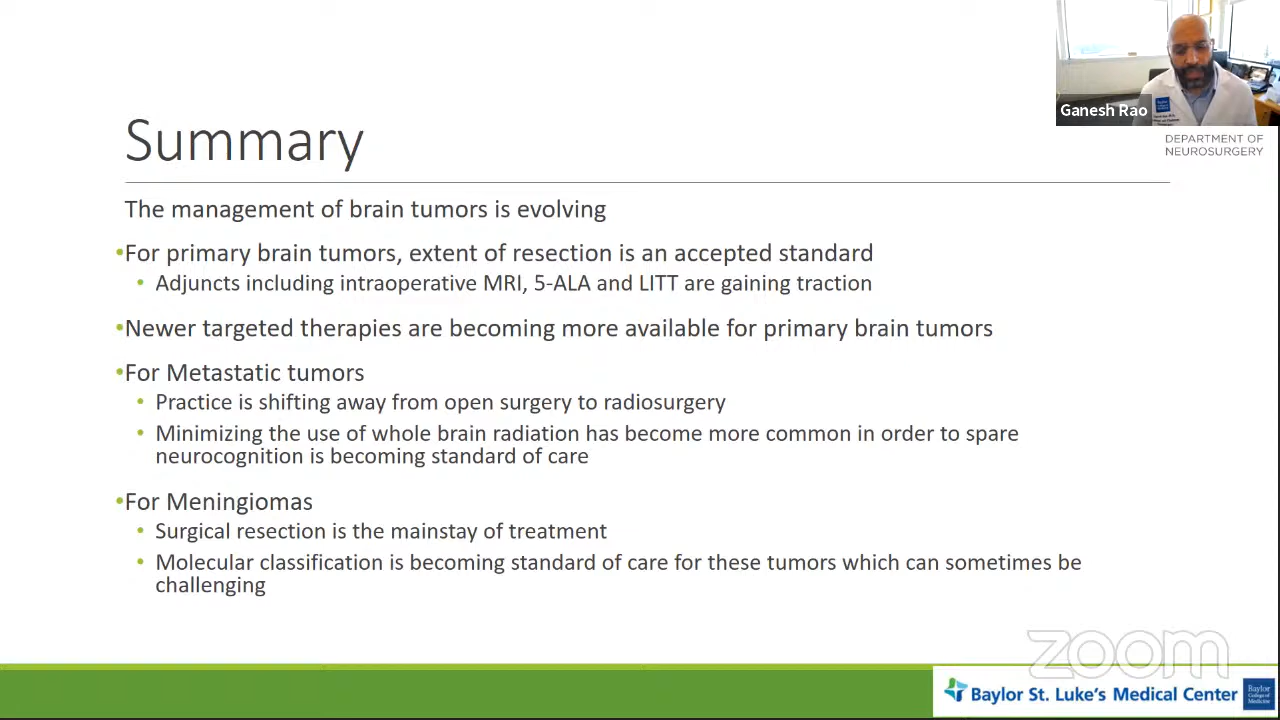 Ganesh Rao
DEPARTMENT OF
NEUROSURGERY
Summary
The management of brain tumors is evolving
•For primary brain tumors, extent of resection is an accepted standard
• Adjuncts including intraoperative MRI, 5-ALA and LITT are gaining traction
•Newer targeted therapies are becoming more available for primary brain tumors
•For Metastatic tumors
• Practice is shifting away from open surgery to radiosurgery
• Minimizing the use of whole brain radiation has become more common in order to spare
neurocognition is becoming standard of care
•For Meningiomas
• Surgical resection is the mainstay of treatment
• Molecular classification is becoming standard of care for these tumors which can sometimes be
challenging
zoom
Baylor St. Luke's Medical Center
Baylor
College of
Medicine